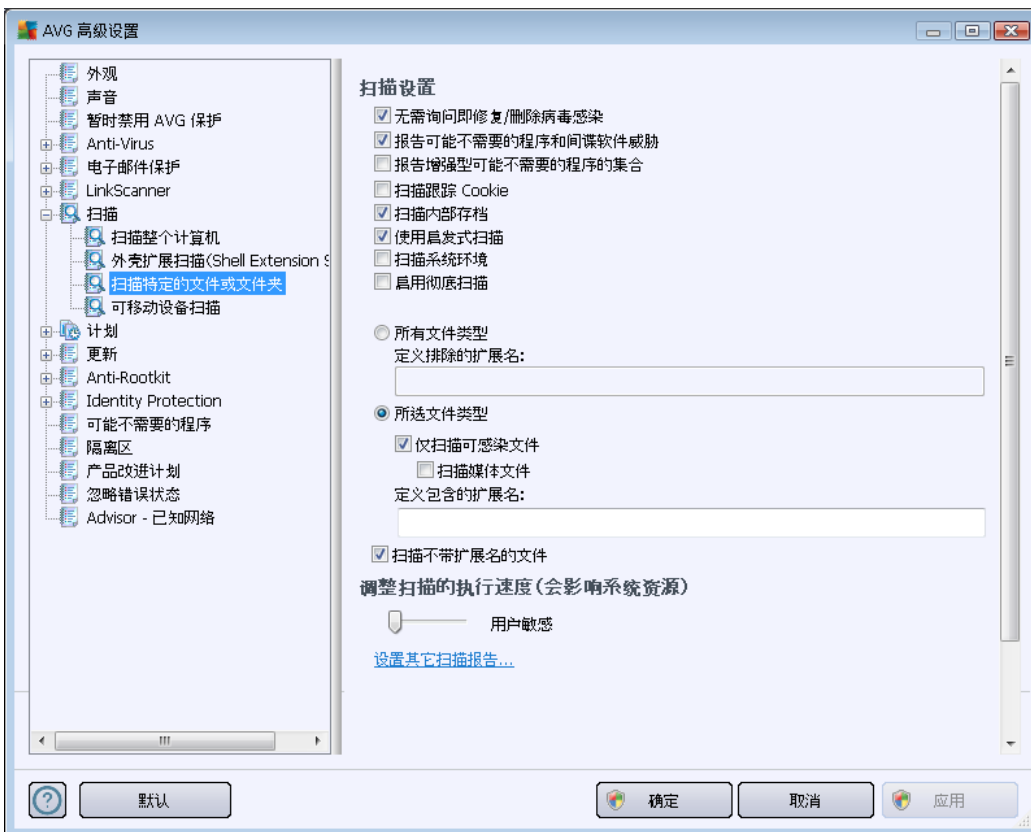 AVG 高级设置
外观
声音
暂时禁用 AVG 保护
Anti-Virus
电子邮件保护
LinkScanner
扫描
扫描整个计算机
外壳扩展扫描(Shell Extension S
扫描特定的文件或文件夹
可移动设备扫描
计划
更新
Anti-Rootkit
Identity Protection
可能不需要的程序
隔离区
产品改进计划
忽略错误状态
Advisor - 已知网络
扫描设置
无需询问即修复/删除病毒感染
报告可能不需要的程序和间谍软件威胁
报告增强型可能不需要的程序的集合
扫描跟踪 Cookie
扫描内部存档
使用启发式扫描
扫描系统环境
启用彻底扫描
所有文件类型
定义排除的扩展名:
所选文件类型
仅扫描可感染文件
扫描媒体文件
定义包含的扩展名:
扫描不带扩展名的文件
调整扫描的执行速度(会影响系统资源)
用户敏感
设置其它扫描报告...
默认
确定
取消
应用